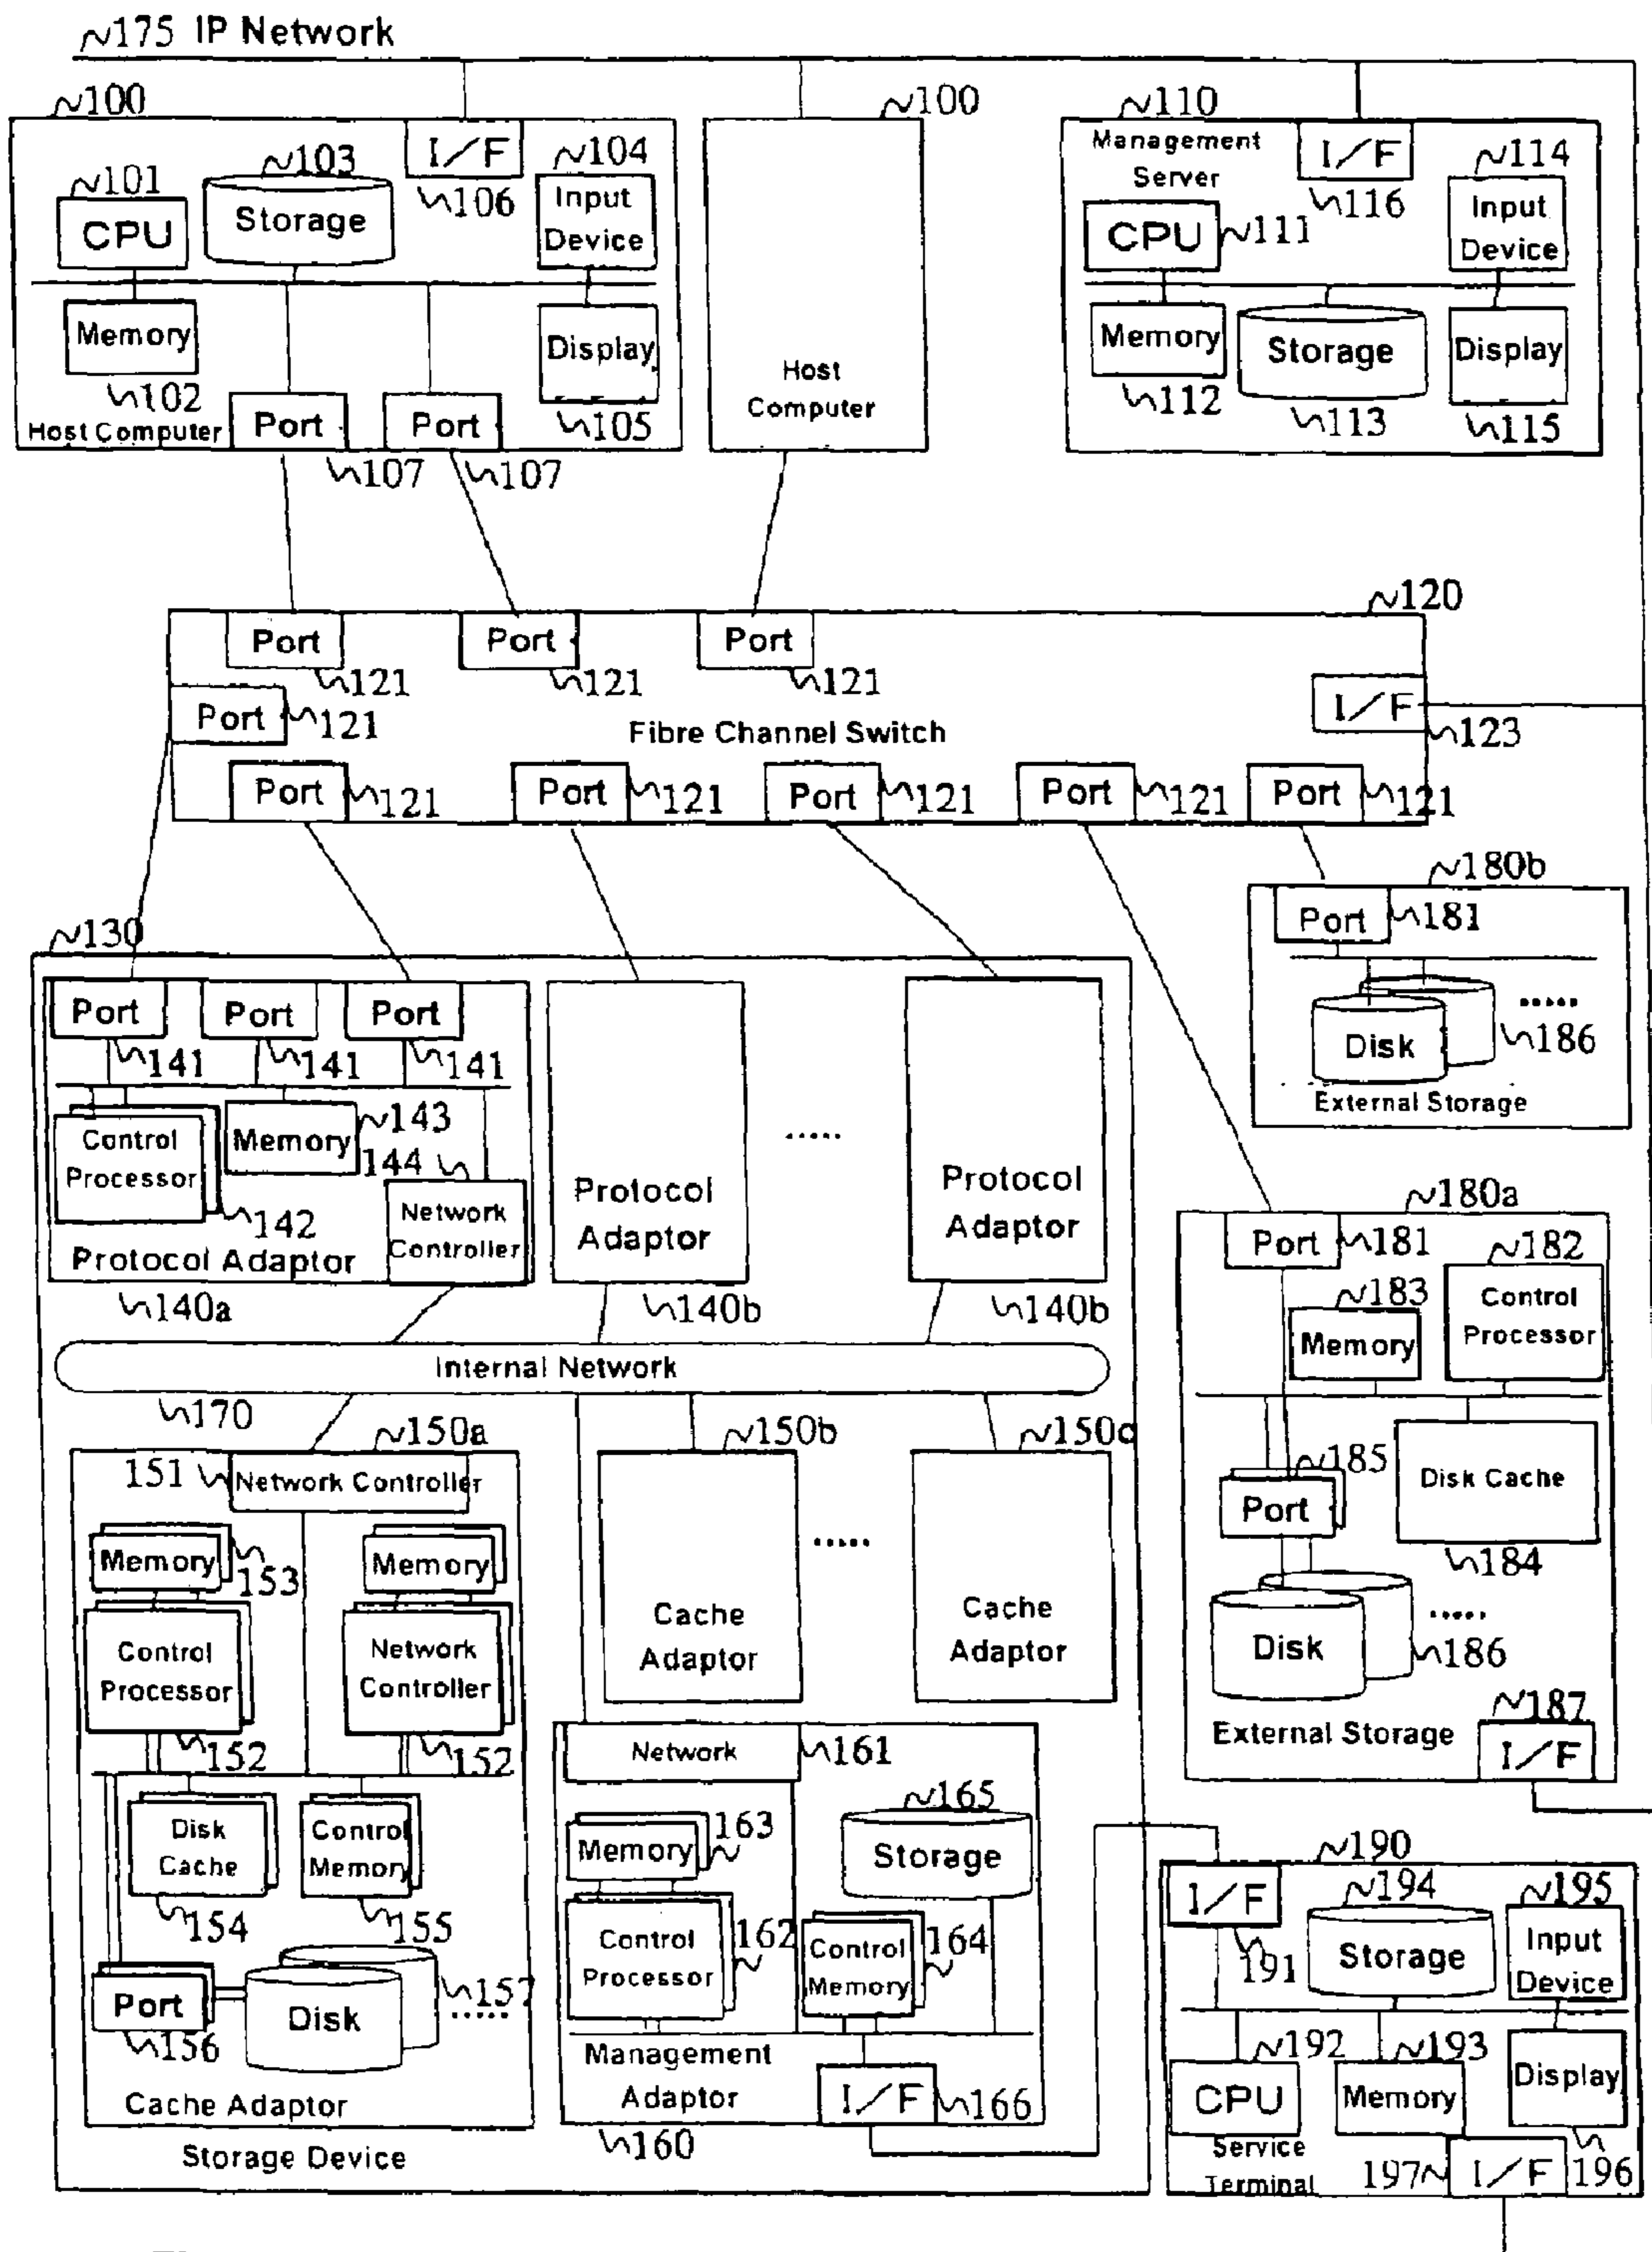 175 IP Network
100
100
110
I/F
106
101
CPU
103
Storage
104
Input
Device
Memory
102
Display
105
Host Computer
Port
107
Port
107
Host
Computer
Management
Server
I/F
116
114
Input
Device
CPU
111
Memory
112
Storage
113
Display
115
120
Port
121
Port
121
Port
121
Port
121
Fibre Channel Switch
I/F
123
Port
121
Port
121
Port
121
Port
121
Port
121
180b
Port
181
Disk
186
.....
External Storage
130
Port
141
Port
141
Port
141
Control
Processor
142
Memory
143
144
Network
Controller
Protocol Adaptor
140a
Protocol
Adaptor
140b
.....
Protocol
Adaptor
140b
Internal Network
170
180a
Port
181
182
Control
Processor
183
Memory
185
Port
Disk Cache
184
Disk
186
.....
187
External Storage
I/F
150a
151
Network Controller
Memory
153
Memory
Control
Processor
152
Network
Controller
152
Disk
Cache
154
Control
Memory
155
Port
156
Disk
157
.....
Cache Adaptor
150b
Cache
Adaptor
.....
150c
Cache
Adaptor
Network
161
163
Memory
165
Storage
162
Control
Processor
Control
Memory
164
Management
Adaptor
I/F
166
160
Storage Device
190
I/F
191
194
Storage
195
Input
Device
192
CPU
193
Memory
Display
196
Service
Terminal
197
I/F